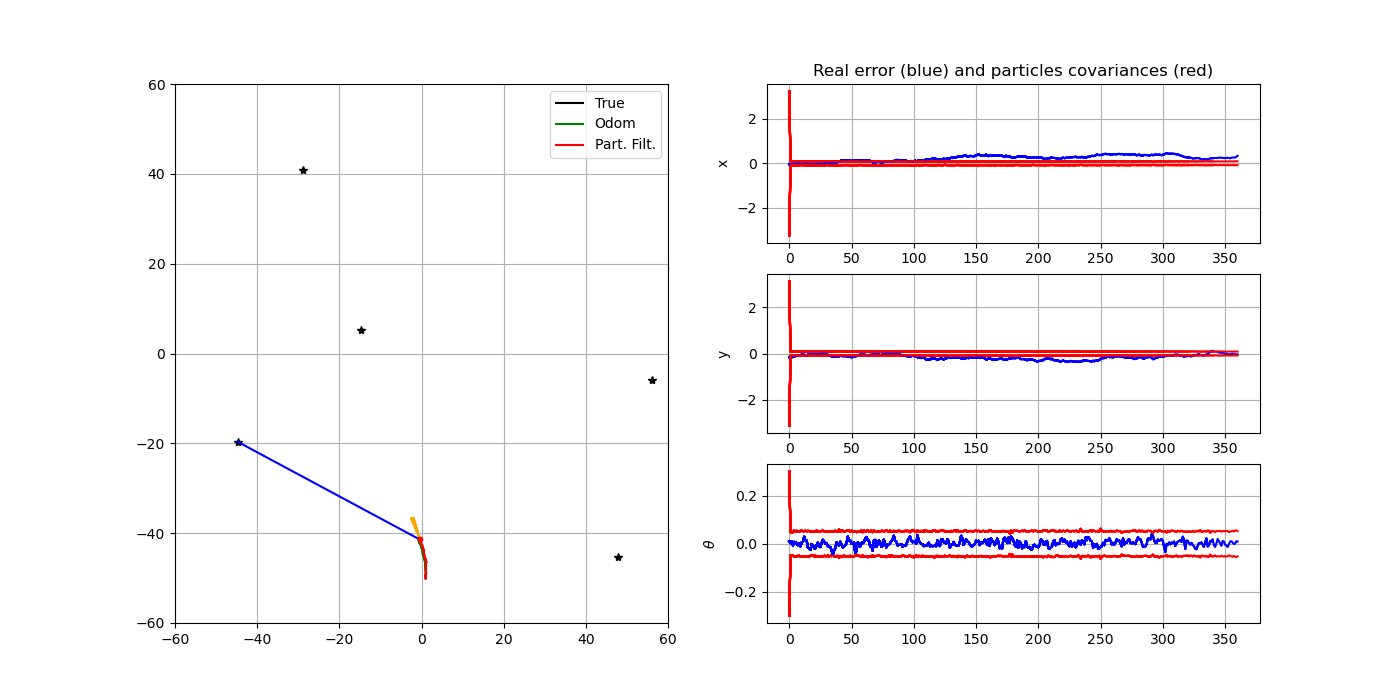 60
40
20
0
−20
−40
−60
−60 −40 −20 0 20 40 60
True
Odom
Part. Filt.
Real error (blue) and particles covariances (red)
x
2
0
−2
0 50 100 150 200 250 300 350
y
2
0
−2
0 50 100 150 200 250 300 350
θ
0.2
0.0
−0.2
0 50 100 150 200 250 300 350